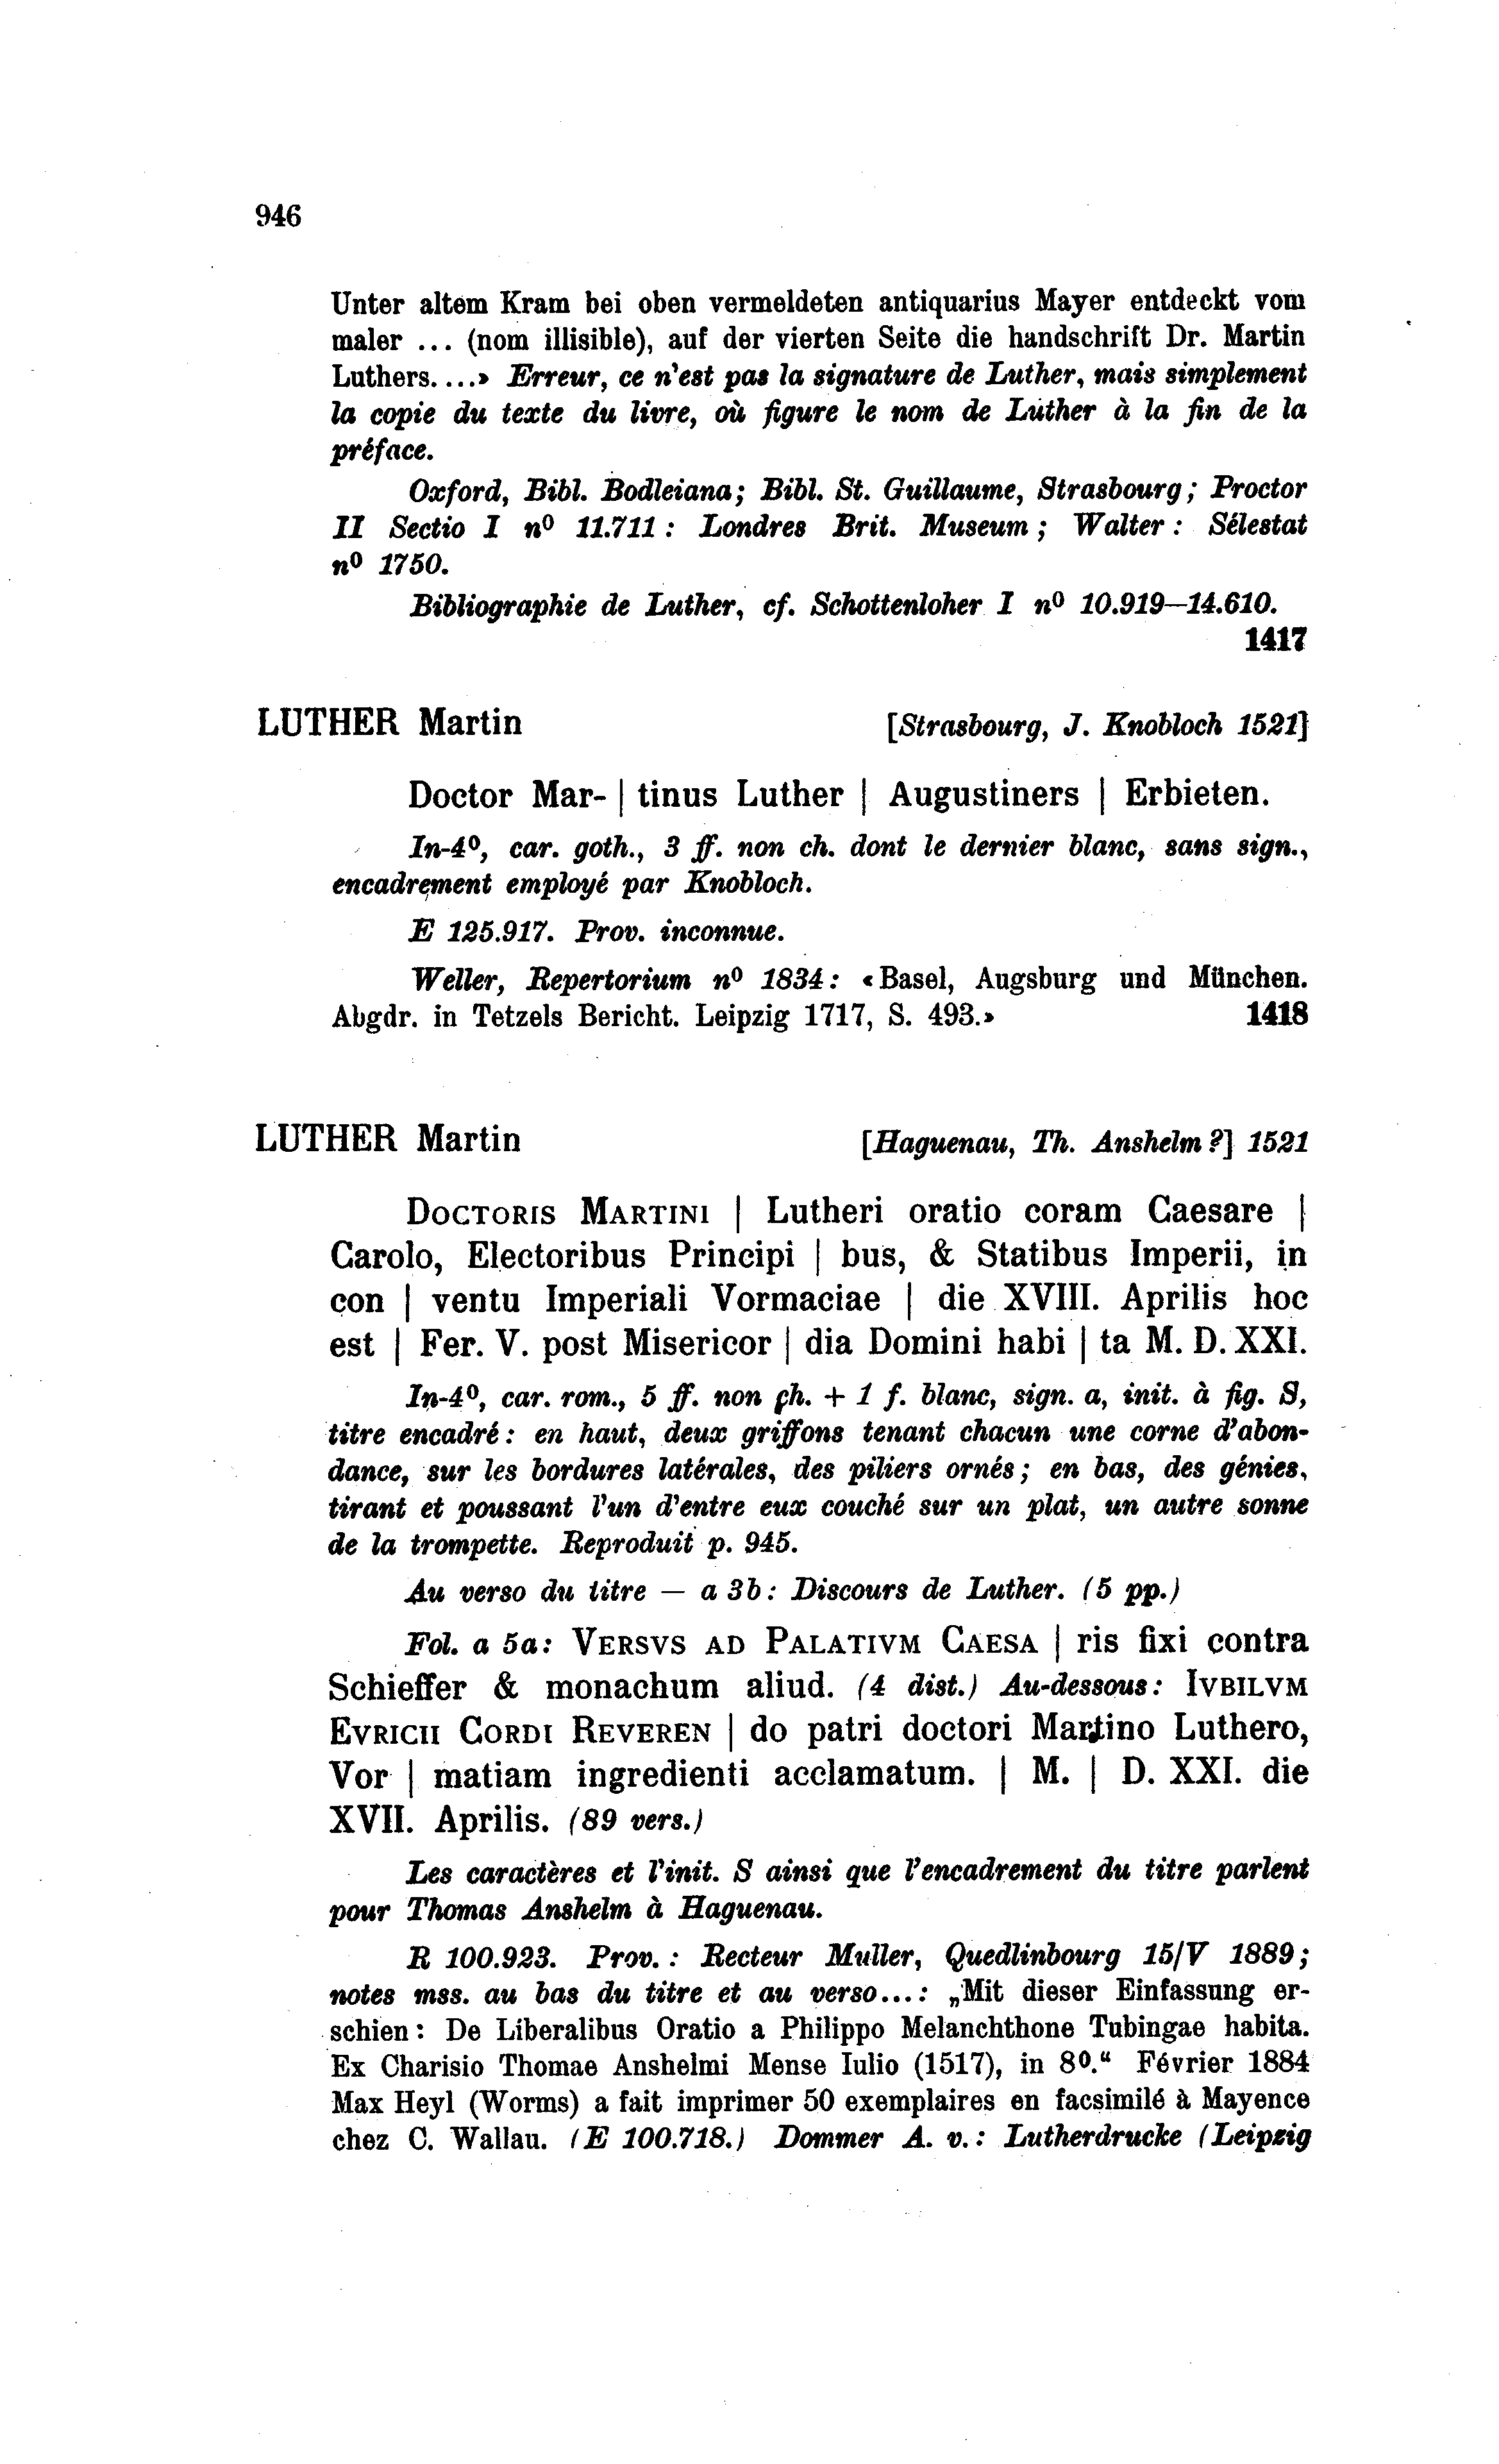 946
Unter altem Kram bei oben vermeldeten antiquarius Mayer entdeckt vom
maler ... (nom illisible), auf der vierten Seite die handschrift Dr. Martin
Luthers. ...» Erreur, ce n'est pas la signature de Luther, mais simplement
la copie du texte du livre, où figure le nom de Luther à la fin de la
préface.
Oxford, Bibl. Bodleiana; Bibl. St. Guillaume, Strasbourg; Proctor
II Sectio I nº 11.711: Londres Brit. Museum; Walter: Sélestat
nº 1750.
Bibliographie de Luther, cf. Schottenloher I nº 10.919—14.610.
1417
LUTHER Martin [Strasbourg, J. Knobloch 1521]
Doctor Mar- | tinus Luther | Augustiners | Erbieten.
In-4º, car. goth., 3 ff. non ch. dont le dernier blanc, sans sign.,
encadrement employé par Knobloch.
E 125.917. Prov. inconnue.
Weller, Repertorium nº 1834: «Basel, Augsburg und München.
Abgdr. in Tetzels Bericht. Leipzig 1717, S. 493.» 1418
LUTHER Martin [Haguenau, Th. Anshelm?] 1521
DOCTORIS MARTINI | Lutheri oratio coram Caesare |
Carolo, Electoribus Principi | bus, & Statibus Imperii, in
con | ventu Imperiali Vormaciae | die XVIII. Aprilis hoc
est | Fer. V. post Misericor | dia Domini habi | ta M. D. XXI.
In-4º, car. rom., 5 ff. non ch. + 1 f. blanc, sign. a, init. à fig. S,
titre encadré: en haut, deux griffons tenant chacun une corne d'abon-
dance, sur les bordures latérales, des piliers ornés; en bas, des génies,
tirant et poussant l'un d'entre eux couché sur un plat, un autre sonne
de la trompette. Reproduit p. 945.
Au verso du titre — a 3b: Discours de Luther. (5 pp.)
Fol. a 5a: VERSVS AD PALATIVM CAESA | ris fixi contra
Schieffer & monachum aliud. (4 dist.) Au-dessous: IVBILVM
EVRICII CORDI REVEREN | do patri doctori Martino Luthero,
Vor | matiam ingredienti acclamatum. | M. | D. XXI. die
XVII. Aprilis. (89 vers.)
Les caractères et l'init. S ainsi que l'encadrement du titre parlent
pour Thomas Anshelm à Haguenau.
R 100.923. Prov.: Recteur Muller, Quedlinbourg 15/V 1889;
notes mss. au bas du titre et au verso...: „Mit dieser Einfassung er-
schien: De Liberalibus Oratio a Philippo Melanchthone Tubingae habita.
Ex Charisio Thomae Anshelmi Mense Iulio (1517), in 8º.“ Février 1884
Max Heyl (Worms) a fait imprimer 50 exemplaires en facsimilé à Mayence
chez C. Wallau. (E 100.718.) Dommer A. v.: Lutherdrucke (Leipzig